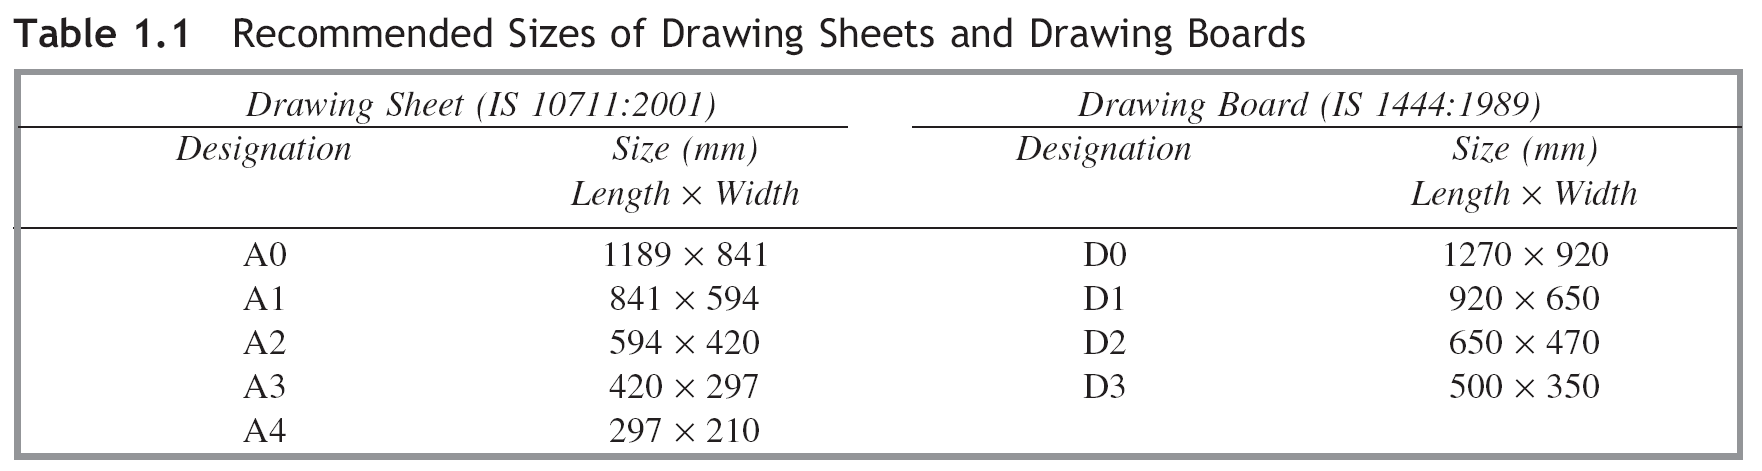 Table 1.1 Recommended Sizes of Drawing Sheets and Drawing Boards
Drawing Sheet (IS 10711:2001) Drawing Board (IS 1444:1989)
Designation Size (mm) Designation Size (mm)
Length × Width Length × Width
A0 1189 × 841 D0 1270 × 920
A1 841 × 594 D1 920 × 650
A2 594 × 420 D2 650 × 470
A3 420 × 297 D3 500 × 350
A4 297 × 210